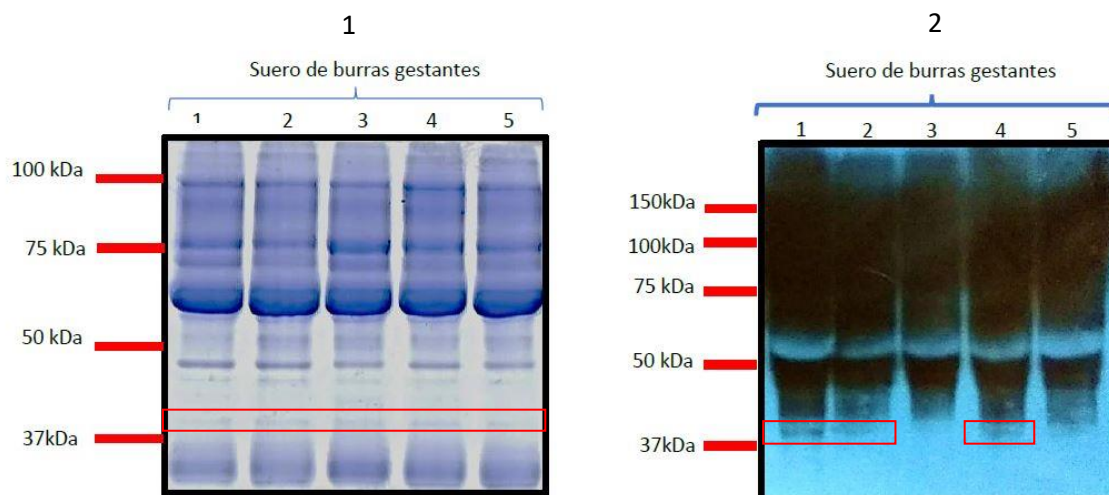 1
Suero de burras gestantes
1 2 3 4 5
100 kDa
75 kDa
50 kDa
37kDa
2
Suero de burras gestantes
1 2 3 4 5
150kDa
100kDa
75 kDa
50 kDa
37kDa